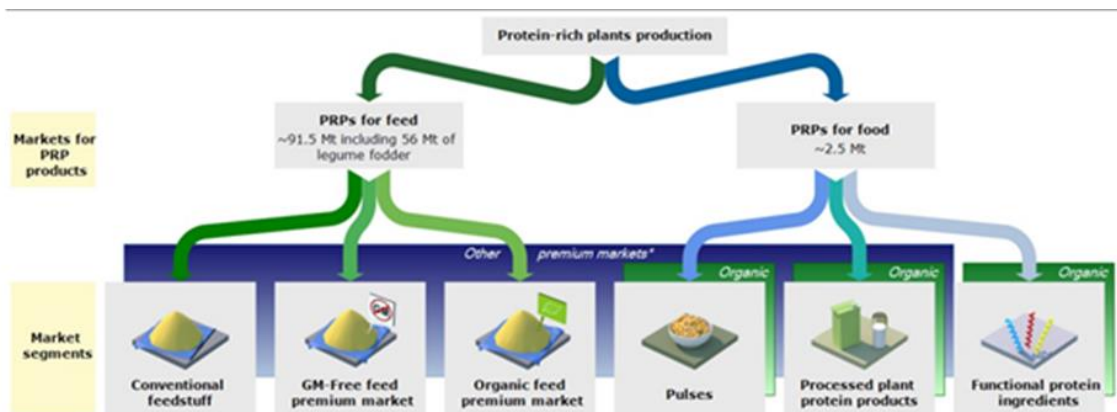 Protein-rich plants production
Markets for
PRP
products
PRPs for feed
~91.5 Mt including 56 Mt of
legume fodder
PRPs for food
~2.5 Mt
Other premium markets*
Organic
Organic
Organic
Market
segments
Conventional
feedstuff
GM-Free feed
premium market
Organic feed
premium market
Pulses
Processed plant
protein products
Functional protein
ingredients